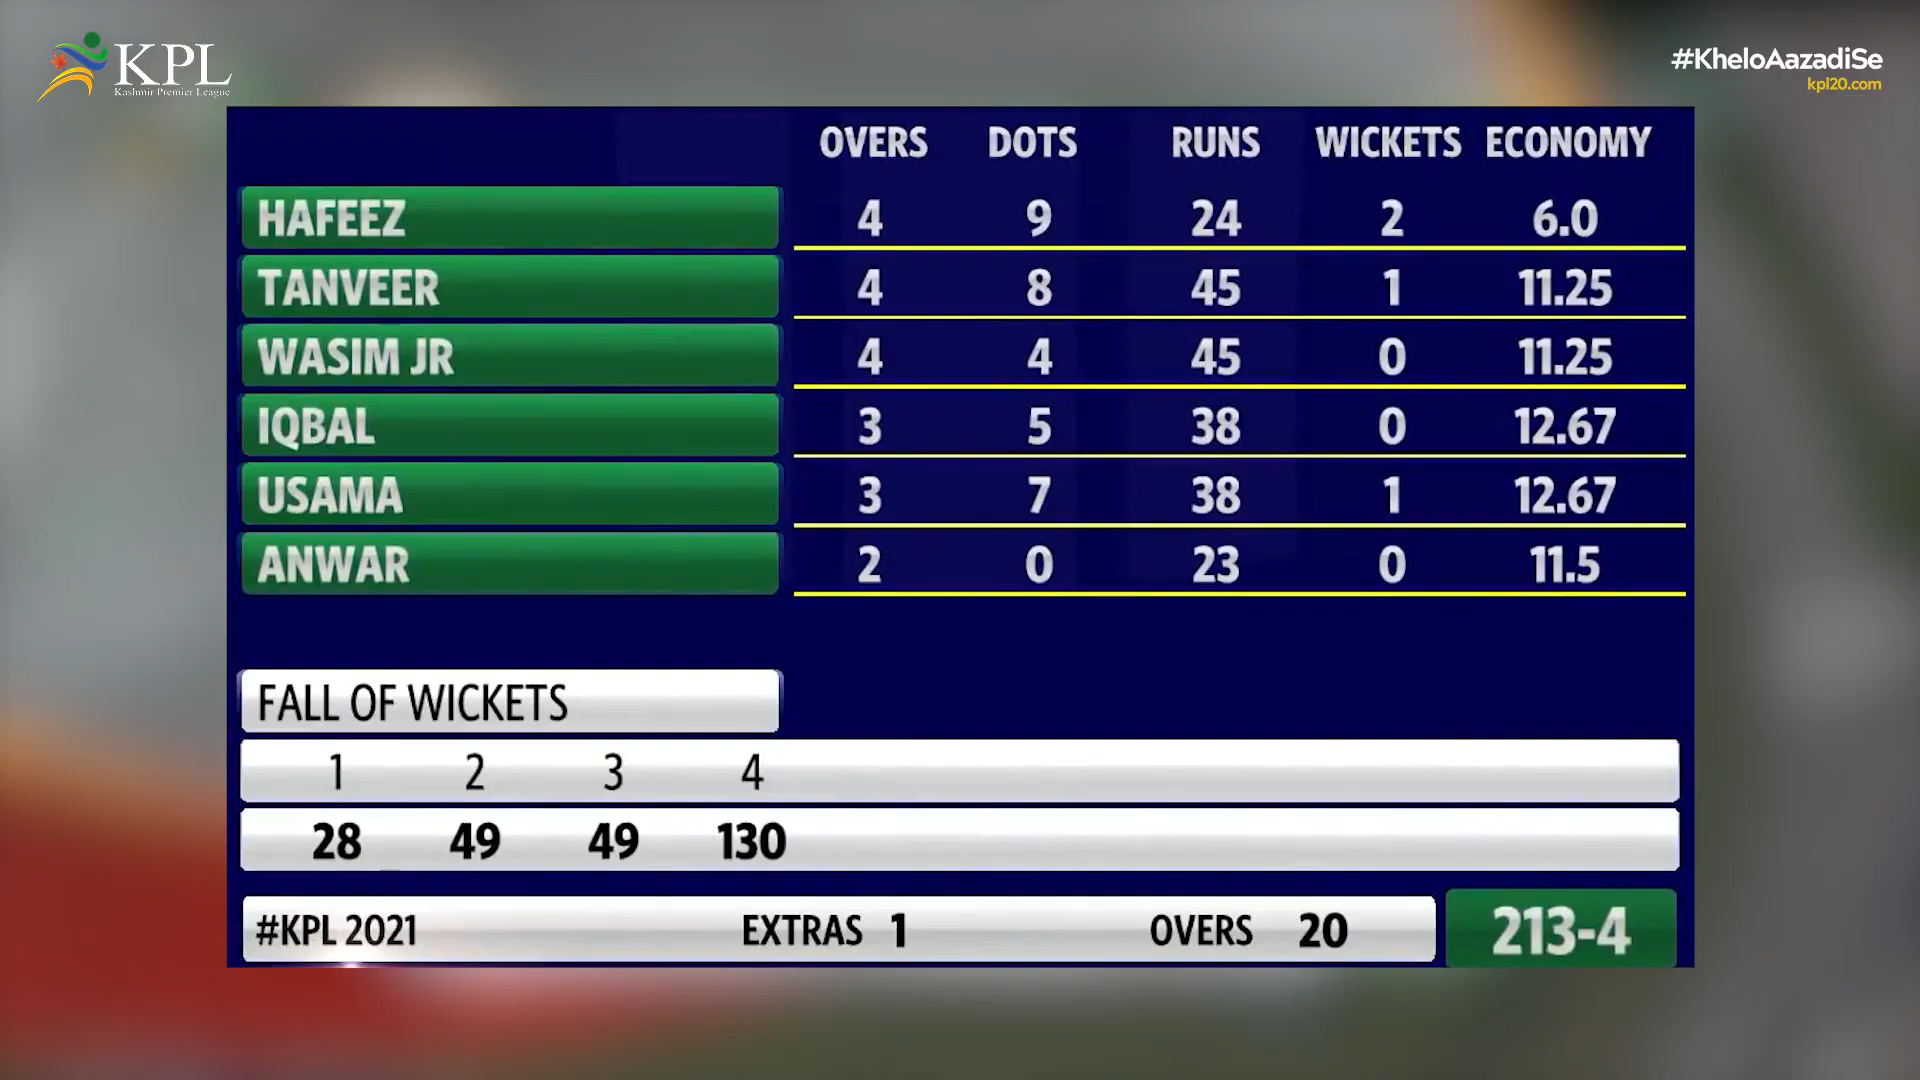 KPL
Kashmir Premier League
#KheloAazadiSe
kpl20.com
OVERS DOTS RUNS WICKETS ECONOMY
HAFEEZ 4 9 24 2 6.0
TANVEER 4 8 45 1 11.25
WASIM JR 4 4 45 0 11.25
IQBAL 3 5 38 0 12.67
USAMA 3 7 38 1 12.67
ANWAR 2 0 23 0 11.5
FALL OF WICKETS
1 2 3 4
28 49 49 130
#KPL 2021 EXTRAS 1 OVERS 20 213-4